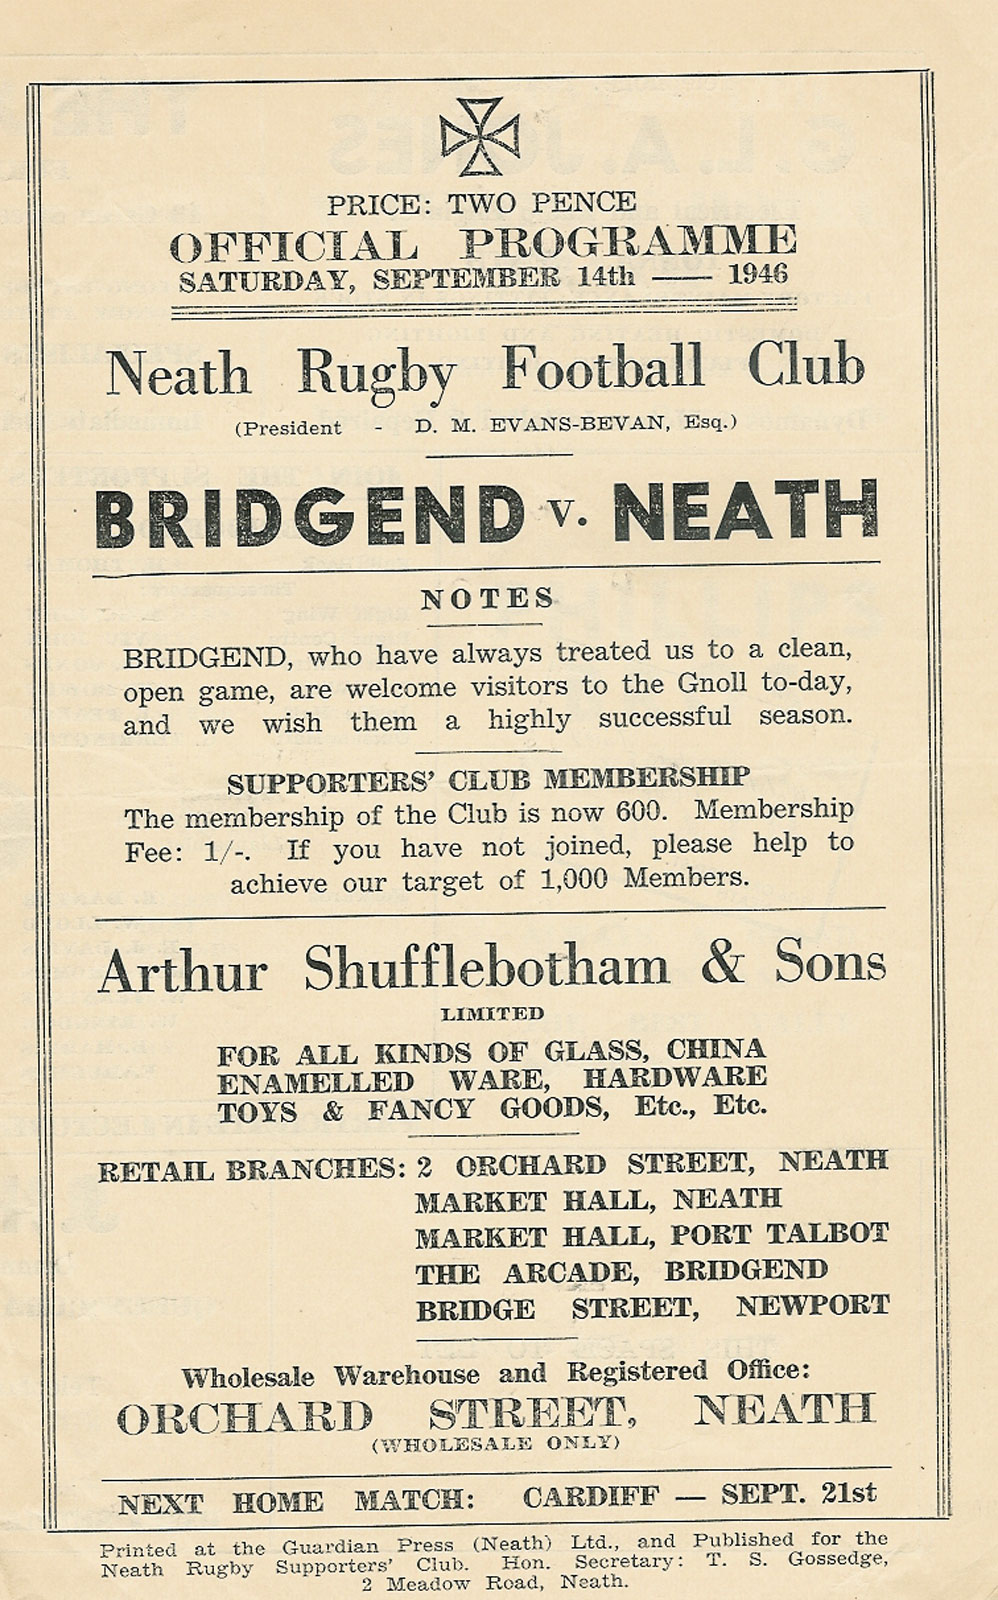 PRICE: TWO PENCE
OFFICIAL PROGRAMME
SATURDAY, SEPTEMBER 14th —— 1946
Neath Rugby Football Club
(President - D. M. EVANS-BEVAN, Esq.)
BRIDGEND v. NEATH
NOTES
BRIDGEND, who have always treated us to a clean,
open game, are welcome visitors to the Gnoll to-day,
and we wish them a highly successful season.
SUPPORTERS' CLUB MEMBERSHIP
The membership of the Club is now 600. Membership
Fee: 1/-. If you have not joined, please help to
achieve our target of 1,000 Members.
Arthur Shufflebotham & Sons
LIMITED
FOR ALL KINDS OF GLASS, CHINA
ENAMELLED WARE, HARDWARE
TOYS & FANCY GOODS, Etc., Etc.
RETAIL BRANCHES: 2 ORCHARD STREET, NEATH
MARKET HALL, NEATH
MARKET HALL, PORT TALBOT
THE ARCADE, BRIDGEND
BRIDGE STREET, NEWPORT
Wholesale Warehouse and Registered Office:
ORCHARD STREET, NEATH
(WHOLESALE ONLY)
NEXT HOME MATCH: CARDIFF — SEPT. 21st
Printed at the Guardian Press (Neath) Ltd., and Published for the
Neath Rugby Supporters' Club. Hon. Secretary: T. S. Gossedge,
2 Meadow Road, Neath.